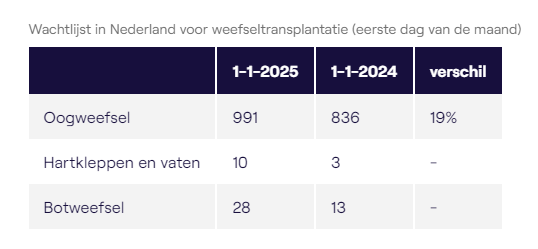 Wachtlijst in Nederland voor weefseltransplantatie (eerste dag van de maand)
1-1-2025 1-1-2024 verschil
Oogweefsel 991 836 19%
Hartkleppen en vaten 10 3 -
Botweefsel 28 13 -